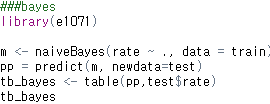 ###bayes
library(e1071)
m <- naiveBayes(rate ~ ., data = train)
pp = predict(m, newdata=test)
tb_bayes <- table(pp,test$rate)
tb_bayes